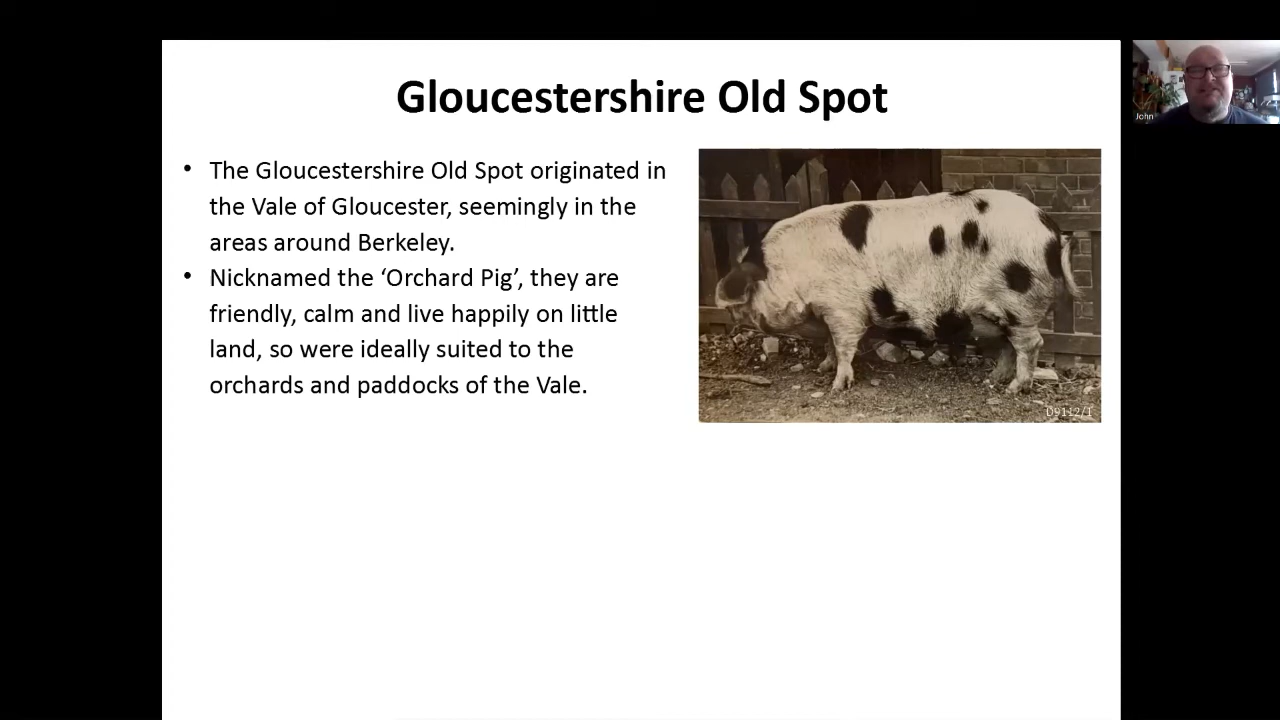 Gloucestershire Old Spot
• The Gloucestershire Old Spot originated in
the Vale of Gloucester, seemingly in the
areas around Berkeley.
• Nicknamed the ‘Orchard Pig’, they are
friendly, calm and live happily on little
land, so were ideally suited to the
orchards and paddocks of the Vale.
D9112/1
John